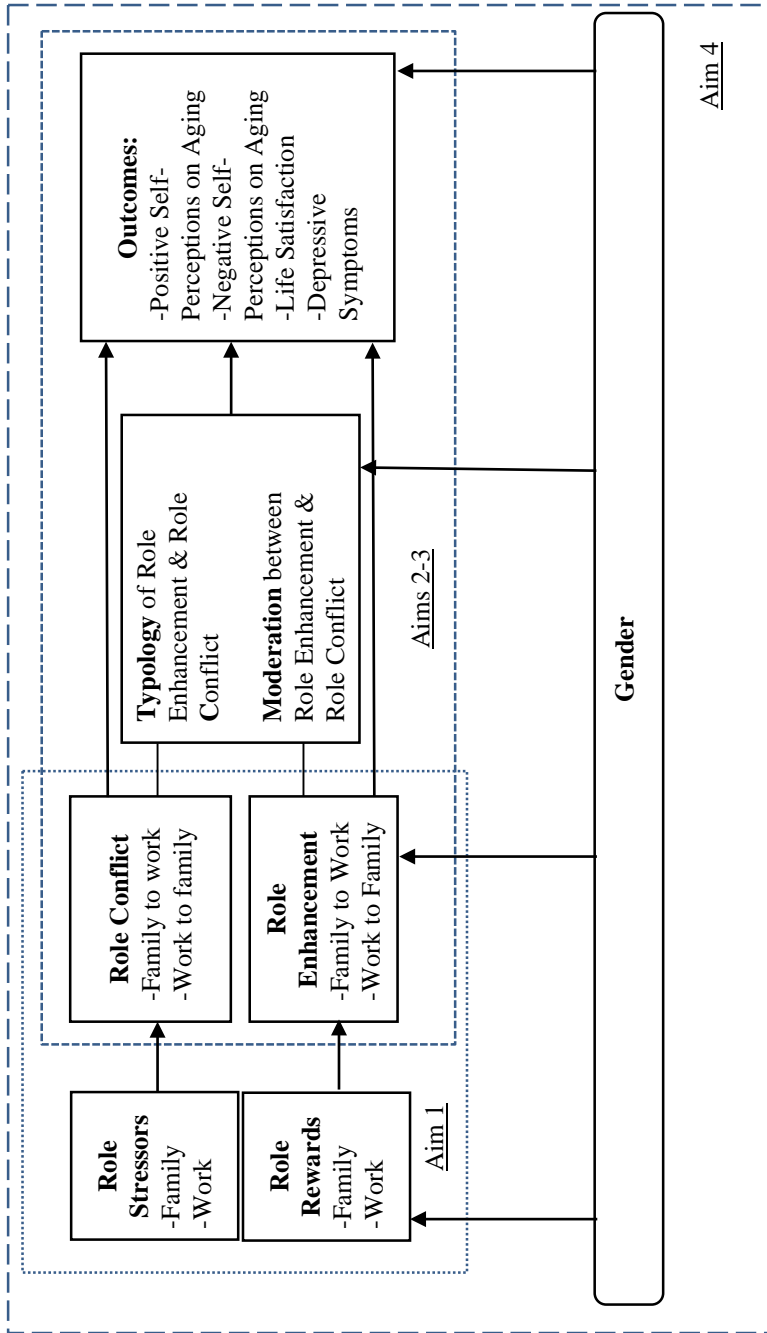 Role
Stressors
-Family
-Work
Role
Rewards
-Family
-Work
Aim 1
Role Conflict
-Family to work
-Work to family
Role
Enhancement
-Family to Work
-Work to Family
Typology of Role
Enhancement & Role
Conflict
Moderation between
Role Enhancement &
Role Conflict
Aims 2-3
Outcomes:
-Positive Self-
Perceptions on Aging
-Negative Self-
Perceptions on Aging
-Life Satisfaction
-Depressive
Symptoms
Gender
Aim 4